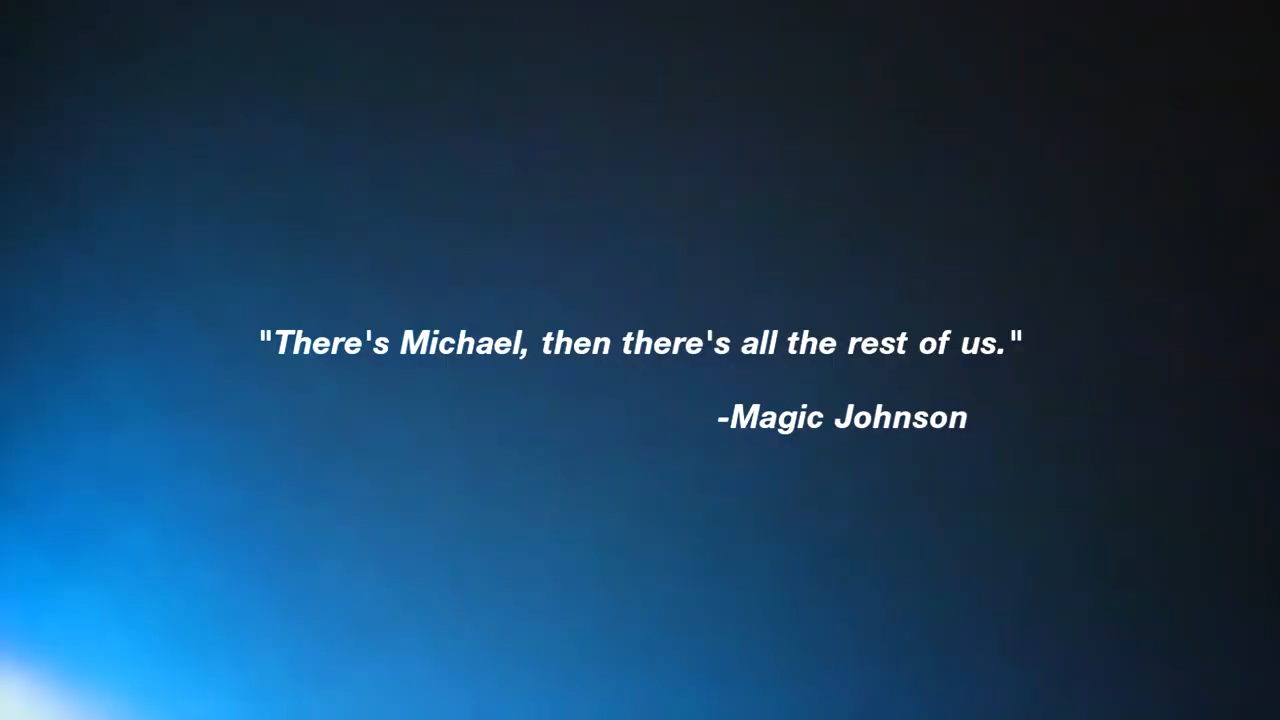 "There's Michael, then there's all the rest of us."
-Magic Johnson